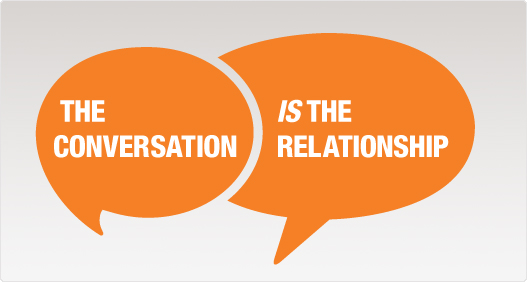 THE
CONVERSATION
IS THE
RELATIONSHIP